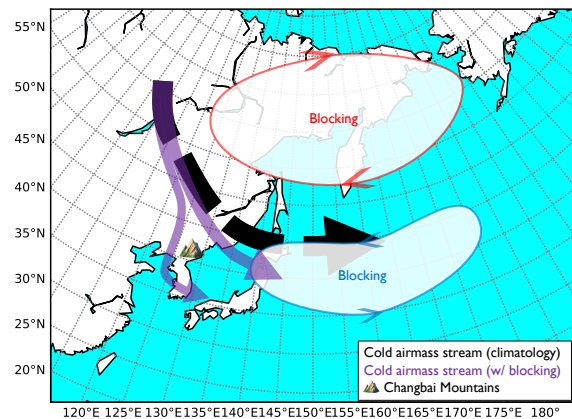 55°N
50°N
45°N
40°N
35°N
30°N
25°N
20°N
Blocking
Blocking
Cold airmass stream (climatology)
Cold airmass stream (w/ blocking)
Changbai Mountains
120°E 125°E 130°E 135°E 140°E 145°E 150°E 155°E 160°E 165°E 170°E 175°E 180°